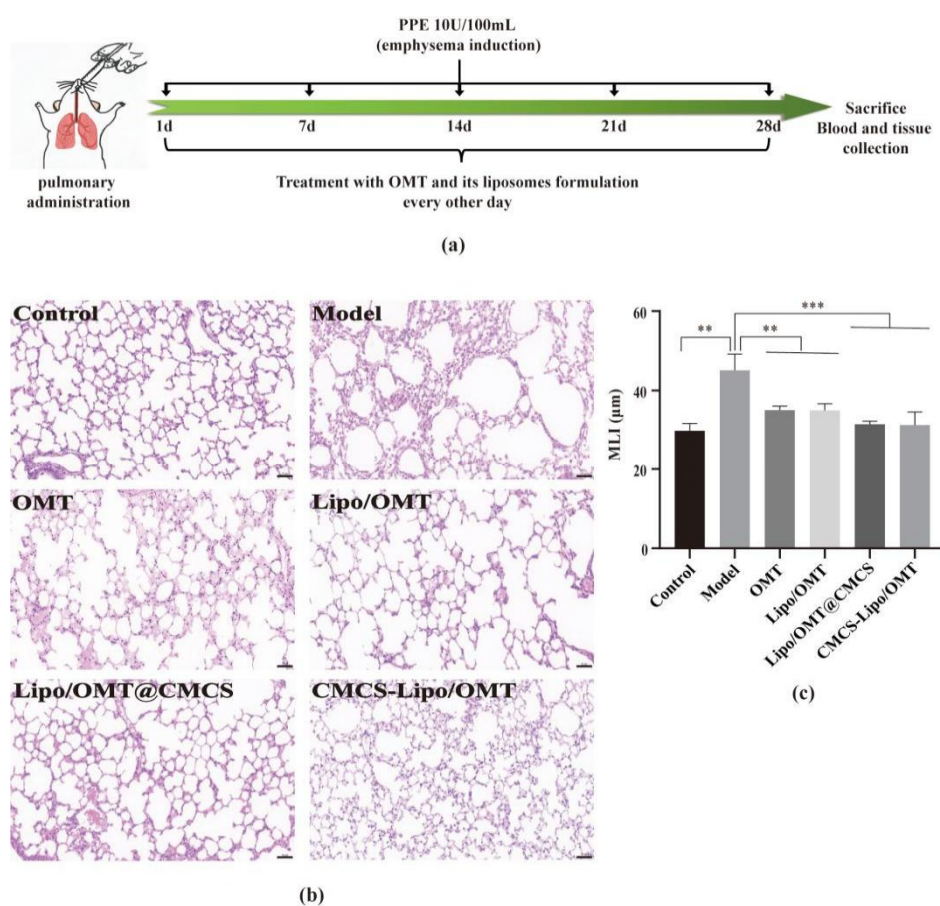 PPE 10U/100mL
(emphysema induction)
1d
7d
14d
21d
28d
Sacrifice
Blood and tissue
collection
pulmonary
administration
Treatment with OMT and its liposomes formulation
every other day
(a)
Control
Model
OMT
Lipo/OMT
Lipo/OMT@CMCS
CMCS-Lipo/OMT
(b)
MLI (μm)
60
40
20
0
**
**
***
Control
Model
OMT
Lipo/OMT
Lipo/OMT@CMCS
CMCS-Lipo/OMT
(c)